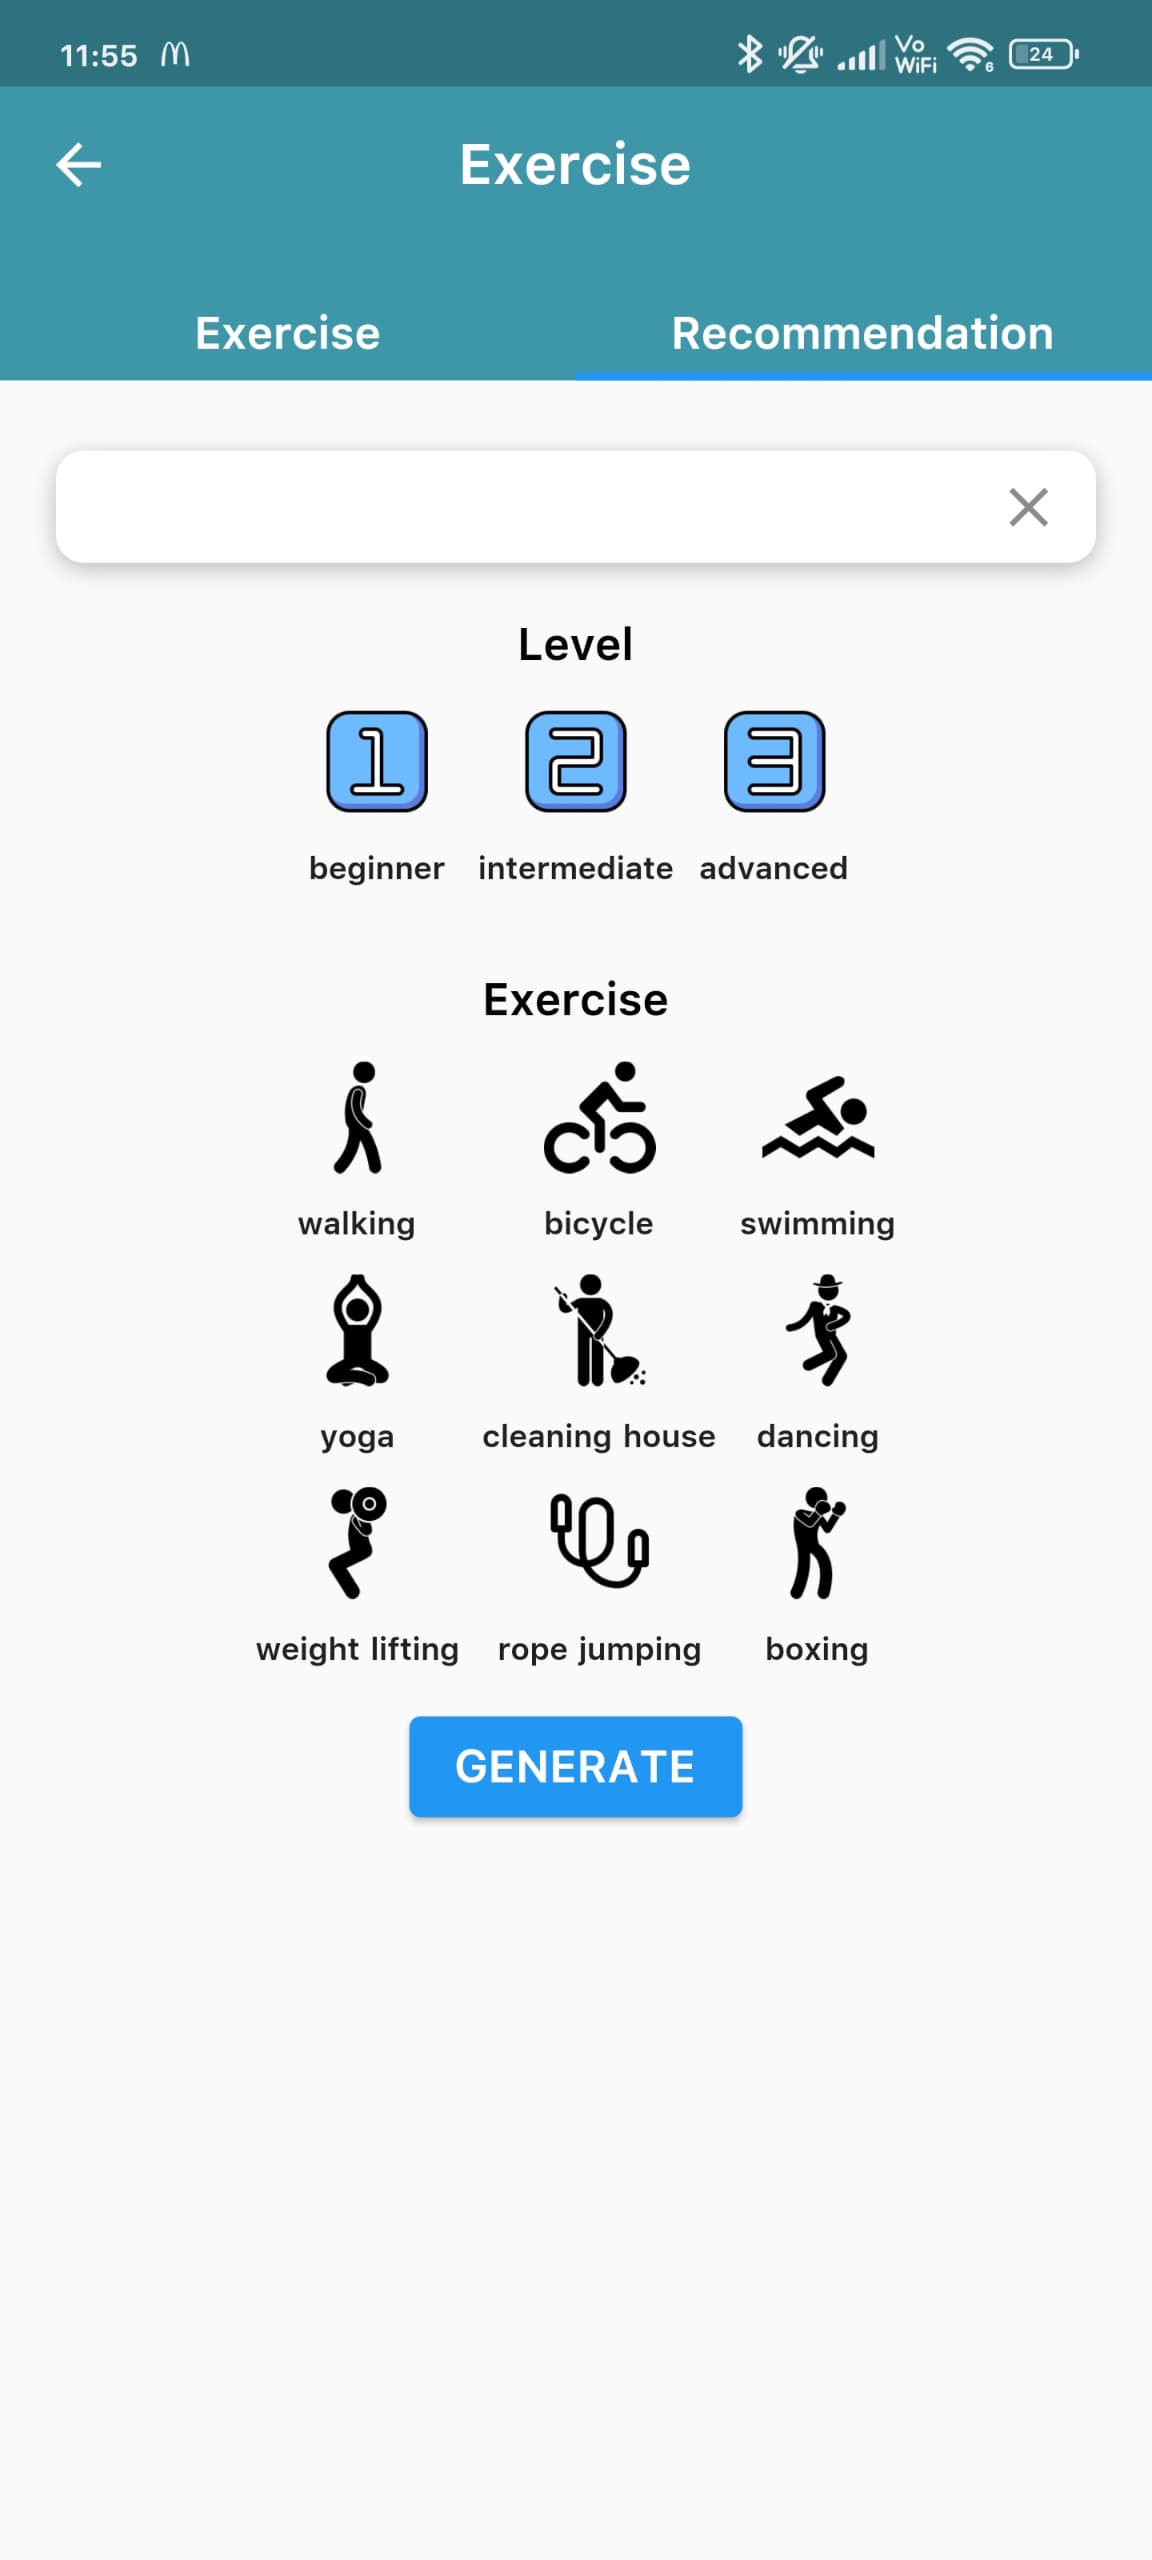 11:55
Vo
WiFi 6 24
Exercise
Exercise Recommendation
Level
1 2 3
beginner intermediate advanced
Exercise
walking bicycle swimming
yoga cleaning house dancing
weight lifting rope jumping boxing
GENERATE